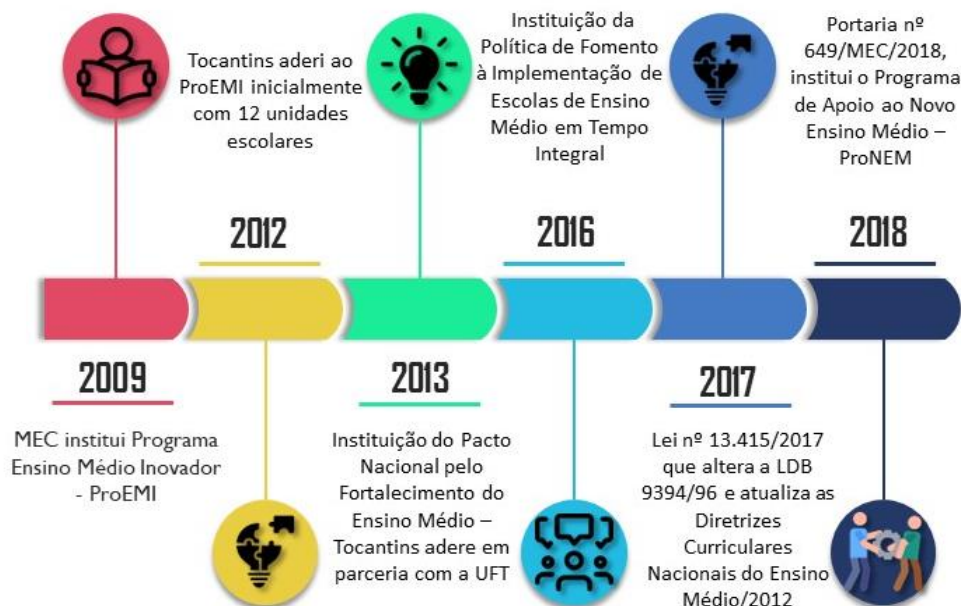 2009
MEC institui Programa
Ensino Médio Inovador
- ProEMI
Tocantins aderi ao
ProEMI inicialmente
com 12 unidades
escolares
2012
2013
Instituição do Pacto
Nacional pelo
Fortalecimento do
Ensino Médio –
Tocantins adere em
parceria com a UFT
Instituição da
Política de Fomento
à Implementação de
Escolas de Ensino
Médio em Tempo
Integral
2016
2017
Lei nº 13.415/2017
que altera a LDB
9394/96 e atualiza as
Diretrizes
Curriculares
Nacionais do Ensino
Médio/2012
Portaria nº
649/MEC/2018,
institui o Programa
de Apoio ao Novo
Ensino Médio –
ProNEM
2018